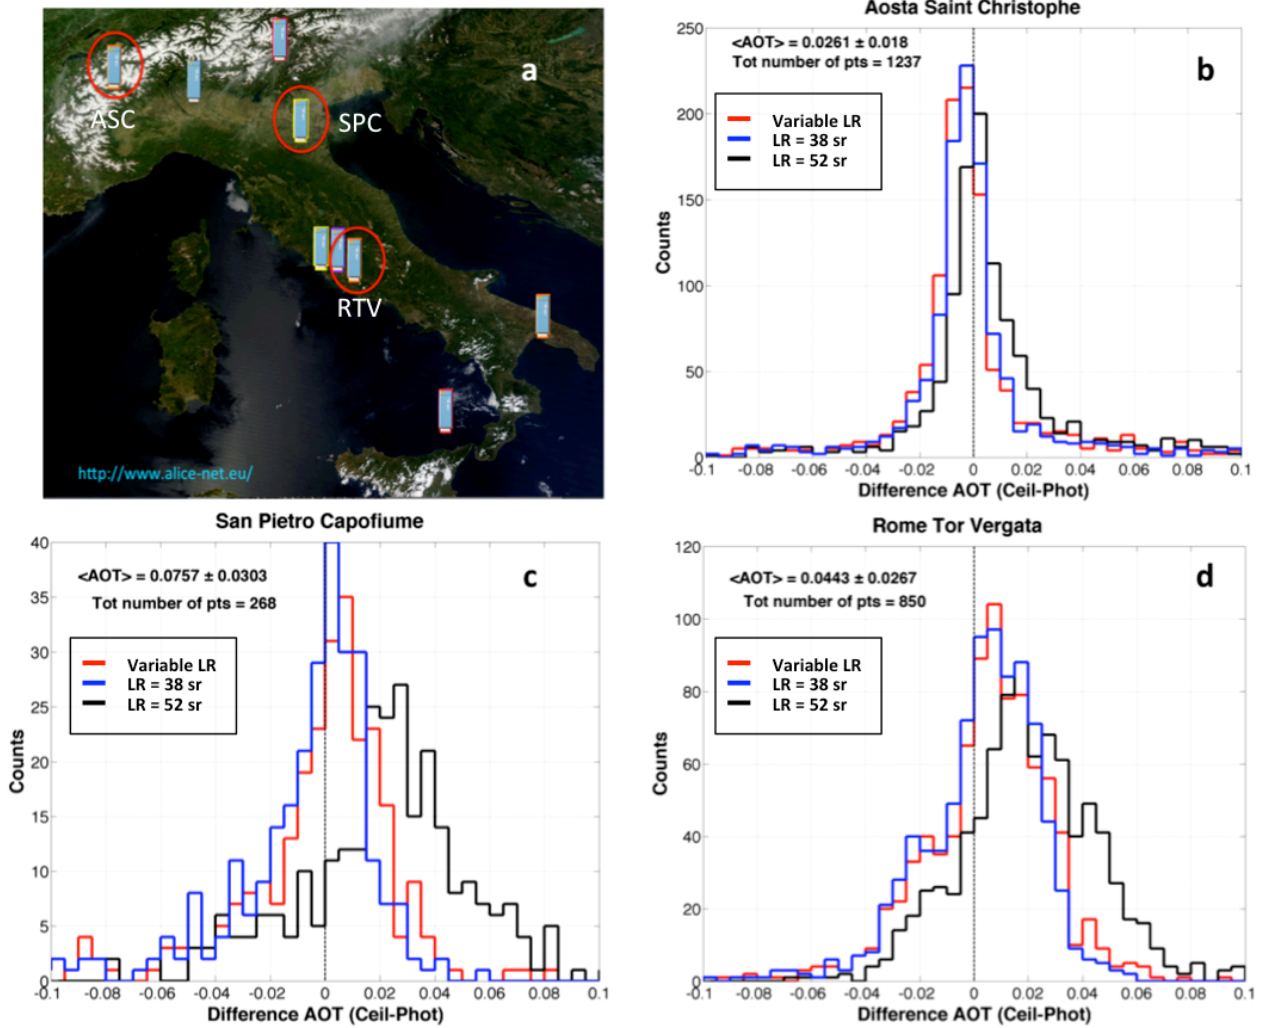 a
ASC
SPC
RTV
http://www.alice-net.eu/
Aosta Saint Christophe
<AOT> = 0.0261 ± 0.018
Tot number of pts = 1237
b
Variable LR
LR = 38 sr
LR = 52 sr
Counts
250
200
150
100
50
0
-0.1 -0.08 -0.06 -0.04 -0.02 0 0.02 0.04 0.06 0.08 0.1
Difference AOT (Ceil-Phot)
San Pietro Capofiume
<AOT> = 0.0757 ± 0.0303
Tot number of pts = 268
c
Variable LR
LR = 38 sr
LR = 52 sr
Counts
40
35
30
25
20
15
10
5
0
-0.1 -0.08 -0.06 -0.04 -0.02 0 0.02 0.04 0.06 0.08 0.1
Difference AOT (Ceil-Phot)
Rome Tor Vergata
<AOT> = 0.0443 ± 0.0267
Tot number of pts = 850
d
Variable LR
LR = 38 sr
LR = 52 sr
Counts
120
100
80
60
40
20
0
-0.1 -0.08 -0.06 -0.04 -0.02 0 0.02 0.04 0.06 0.08 0.1
Difference AOT (Ceil-Phot)